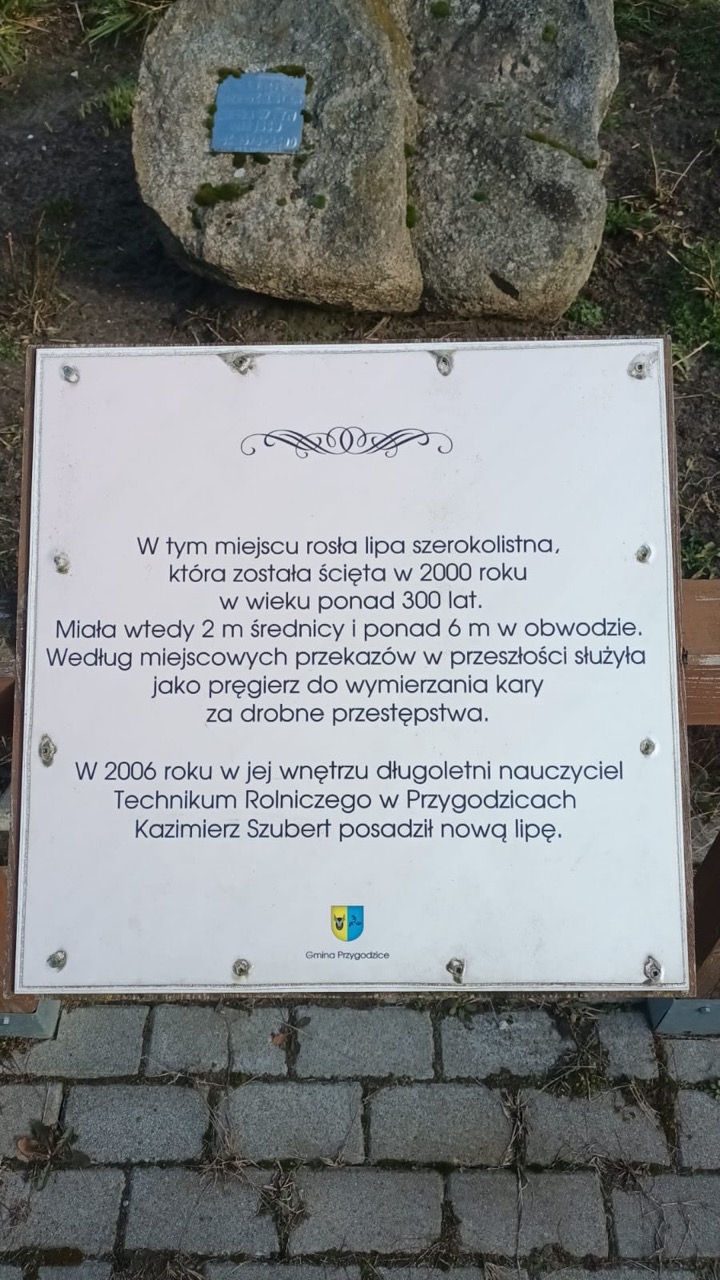 W tym miejscu rosła lipa szerokolistna,
która została ścięta w 2000 roku
w wieku ponad 300 lat.
Miała wtedy 2 m średnicy i ponad 6 m w obwodzie.
Według miejscowych przekazów w przeszłości służyła
jako pręgierz do wymierzania kary
za drobne przestępstwa.
W 2006 roku w jej wnętrzu długoletni nauczyciel
Technikum Rolniczego w Przygodzicach
Kazimierz Szubert posadził nową lipę.
Gmina Przygodzice